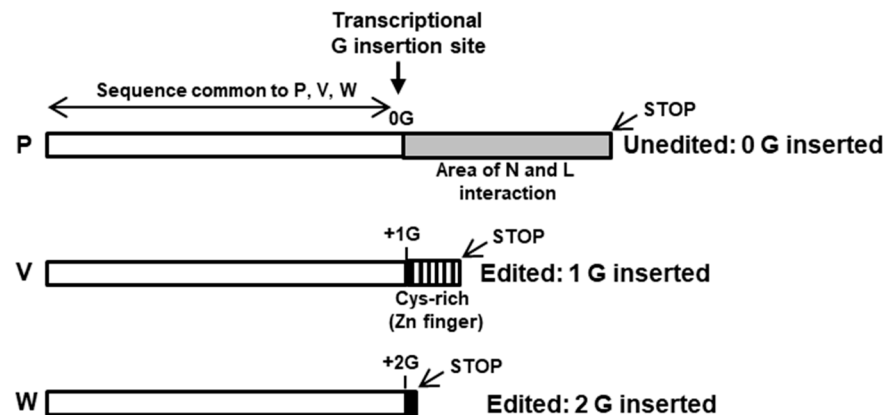 Transcriptional
G insertion site
Sequence common to P, V, W
0G
STOP
P
Unedited: 0 G inserted
Area of N and L
interaction
+1G
STOP
V
Edited: 1 G inserted
Cys-rich
(Zn finger)
+2G
STOP
W
Edited: 2 G inserted